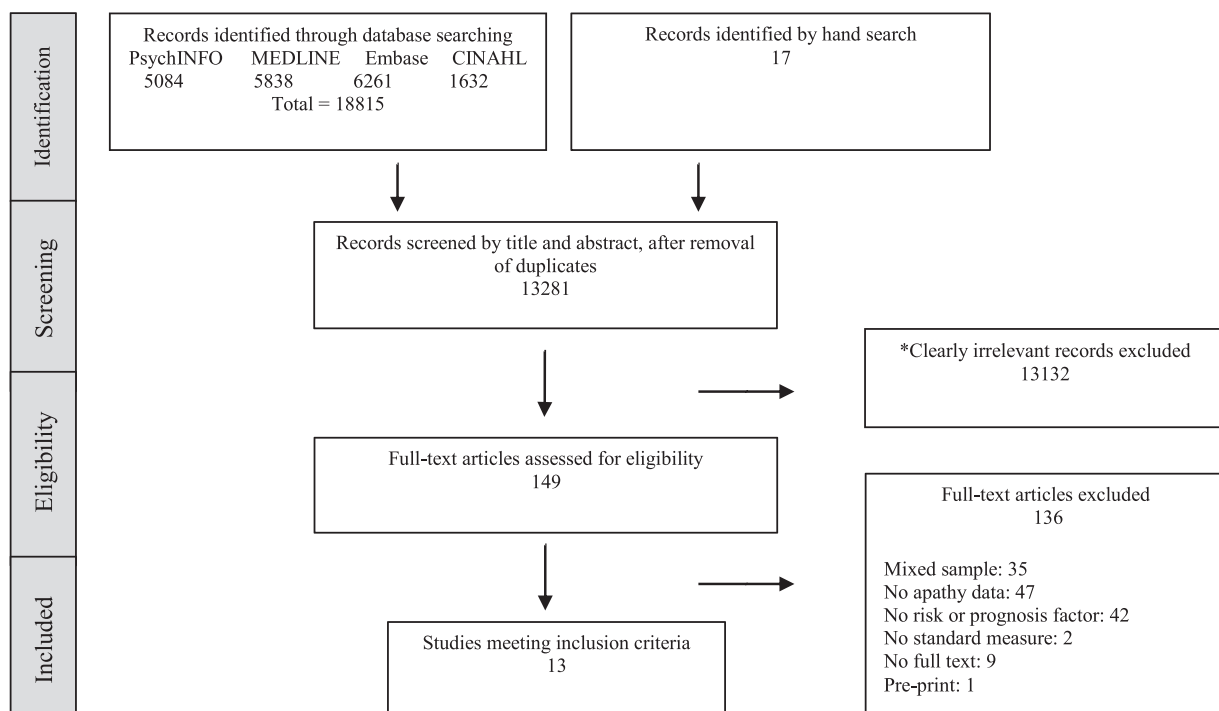 Identification
Records identified through database searching
PsychINFO MEDLINE Embase CINAHL
5084 5838 6261 1632
Total = 18815
Records identified by hand search
17
Screening
Records screened by title and abstract, after removal
of duplicates
13281
*Clearly irrelevant records excluded
13132
Eligibility
Full-text articles assessed for eligibility
149
Full-text articles excluded
136
Mixed sample: 35
No apathy data: 47
No risk or prognosis factor: 42
No standard measure: 2
No full text: 9
Pre-print: 1
Included
Studies meeting inclusion criteria
13